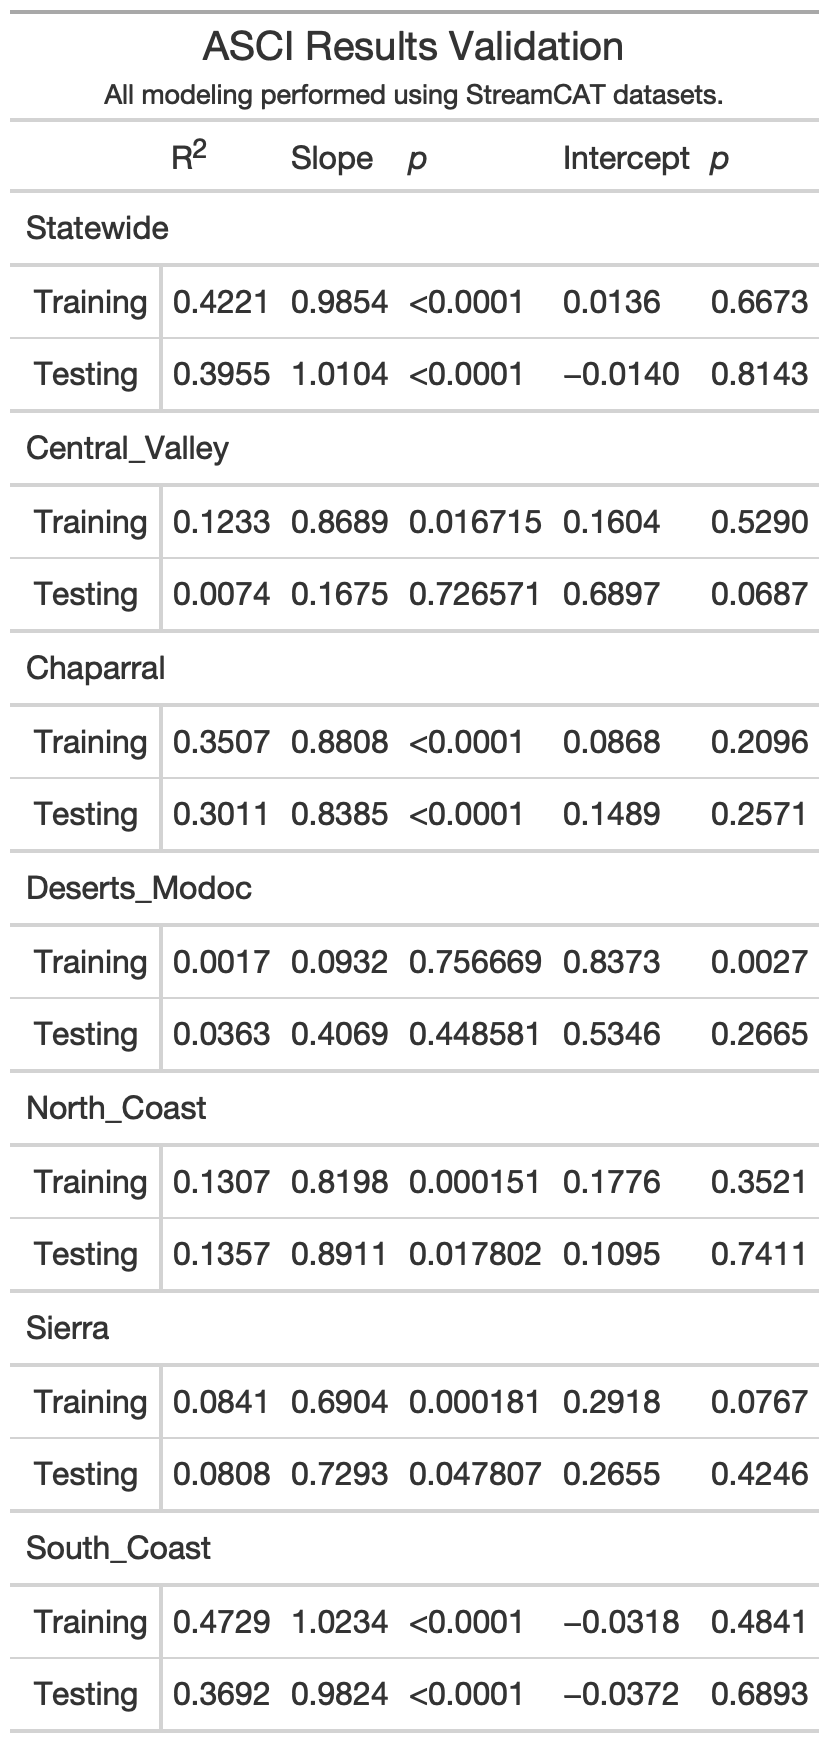 ASCI Results Validation
All modeling performed using StreamCAT datasets.
R² Slope p Intercept p
Statewide
Training 0.4221 0.9854 <0.0001 0.0136 0.6673
Testing 0.3955 1.0104 <0.0001 −0.0140 0.8143
Central_Valley
Training 0.1233 0.8689 0.016715 0.1604 0.5290
Testing 0.0074 0.1675 0.726571 0.6897 0.0687
Chaparral
Training 0.3507 0.8808 <0.0001 0.0868 0.2096
Testing 0.3011 0.8385 <0.0001 0.1489 0.2571
Deserts_Modoc
Training 0.0017 0.0932 0.756669 0.8373 0.0027
Testing 0.0363 0.4069 0.448581 0.5346 0.2665
North_Coast
Training 0.1307 0.8198 0.000151 0.1776 0.3521
Testing 0.1357 0.8911 0.017802 0.1095 0.7411
Sierra
Training 0.0841 0.6904 0.000181 0.2918 0.0767
Testing 0.0808 0.7293 0.047807 0.2655 0.4246
South_Coast
Training 0.4729 1.0234 <0.0001 −0.0318 0.4841
Testing 0.3692 0.9824 <0.0001 −0.0372 0.6893